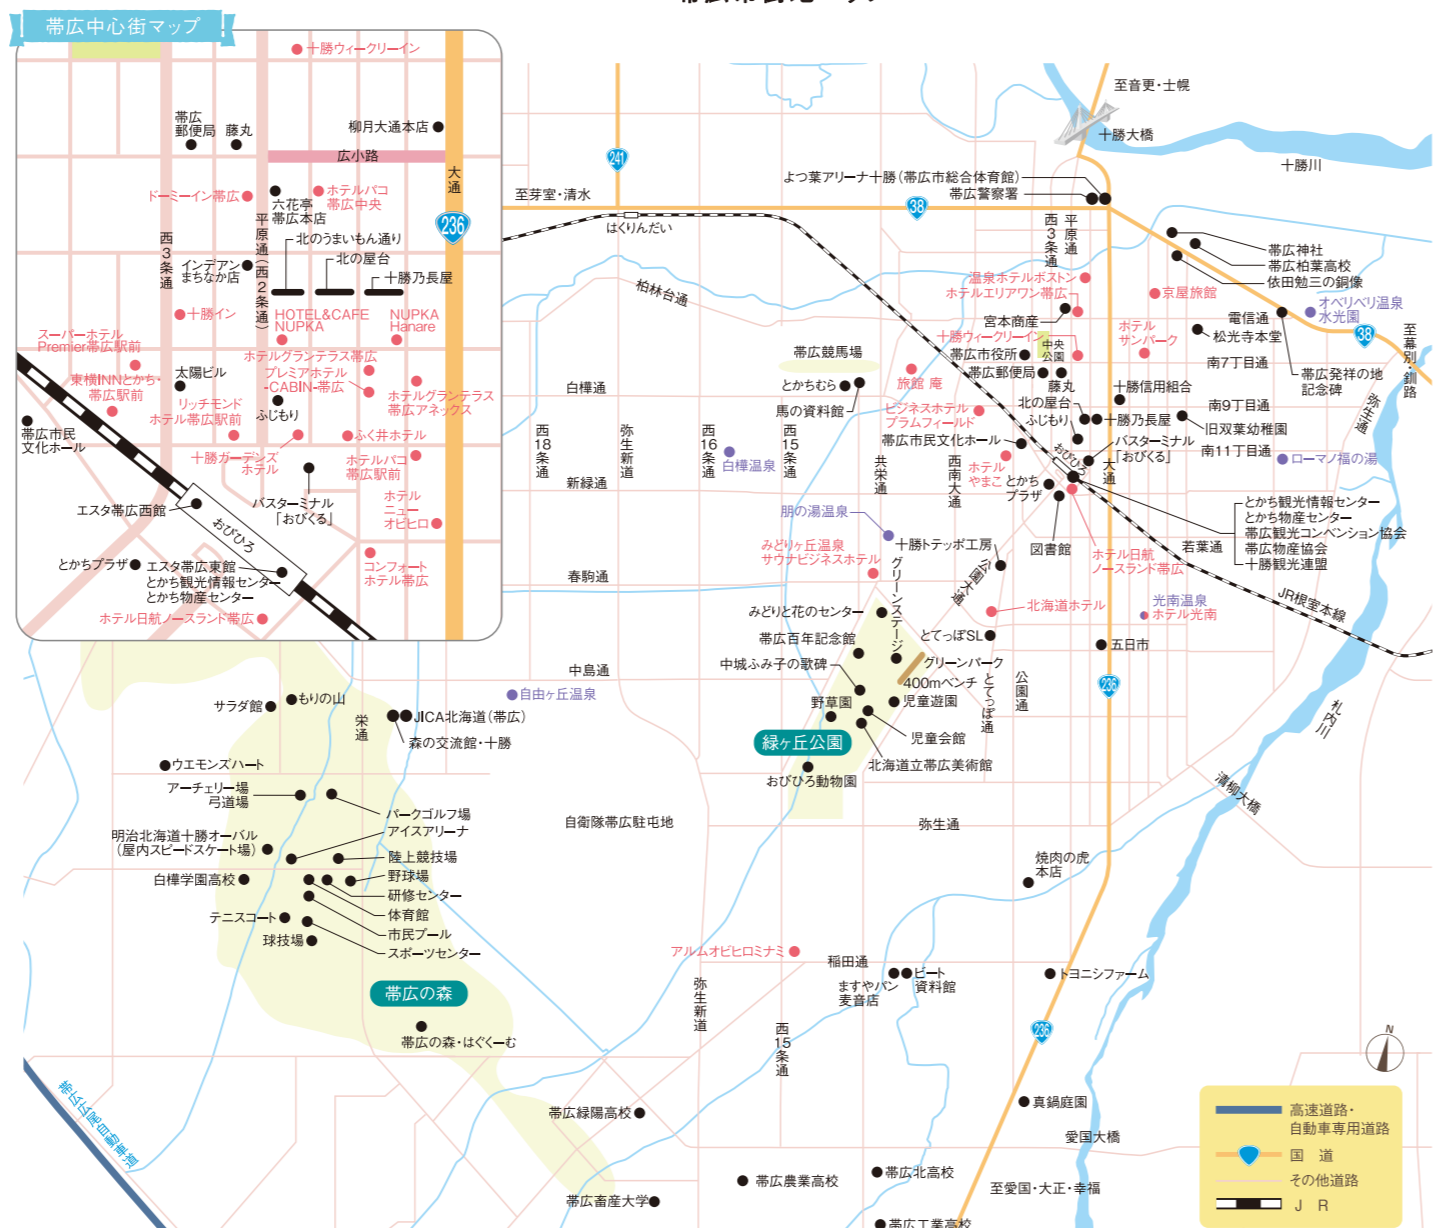 帯広中心街マップ
十勝ウィークリーイン
帯広
郵便局
藤丸
柳月大通本店
広小路
大通
236
ドーミーイン帯広
六花亭
帯広本店
ホテルパコ
帯広中央
西3条通
平原通(西2条通)
北のうまいもん通り
北の屋台
十勝乃長屋
インデアン
まちなか店
十勝イン
HOTEL&CAFE
NUPKA
NUPKA
Hanare
スーパーホテル
Premier帯広駅前
東横INNとかち・
帯広駅前
太陽ビル
ホテルグランテラス帯広
プレミアホテル
-CABIN-帯広
ホテルグランテラス
帯広アネックス
リッチモンド
ホテル帯広駅前
ふじもり
帯広市民
文化ホール
十勝ガーデンズ
ホテル
ふく井ホテル
ホテルパコ
帯広駅前
バスターミナル
「おびくる」
ホテル
ニュー
オビヒロ
エスタ帯広西館
おびひろ
とかちプラザ
エスタ帯広東館
とかち観光情報センター
とかち物産センター
コンフォート
ホテル帯広
ホテル日航ノースランド帯広
至音更・士幌
十勝大橋
十勝川
241
よつ葉アリーナ十勝(帯広市総合体育館)
帯広警察署
至芽室・清水
38
はくりんだい
西3条通
平原通
帯広神社
帯広柏葉高校
依田勉三の銅像
柏林台通
温泉ホテルボストン
ホテルエリアワン帯広
京屋旅館
オベリベリ温泉
水光園
宮本商産
電信通
松光寺本堂
38
至幕別・釧路
十勝ウィークリーイン
中央
公園
ホテル
サンパーク
帯広競馬場
帯広市役所
南7丁目通
帯広郵便局
藤丸
帯広発祥の地
記念碑
旅館 庵
とかちむら
馬の資料館
白樺通
十勝信用組合
北の屋台
南9丁目通
弥生通
ビジネスホテル
プラムフィールド
ふじもり
十勝乃長屋
旧双葉幼稚園
西18条通
弥生新道
西16条通
西15条通
帯広市民文化ホール
バスターミナル
「おびくる」
南11丁目通
ローマノ福の湯
白樺温泉
共栄通
西南大通
ホテル
やまこ
おびひろ
大通
新緑通
とかち
プラザ
とかち観光情報センター
とかち物産センター
帯広観光コンベンション協会
帯広物産協会
十勝観光連盟
朋の湯温泉
図書館
若葉通
みどりヶ丘温泉
サウナビジネスホテル
十勝トテッポ工房
ホテル日航
ノースランド帯広
春駒通
グリーンステージ
公園大通
北海道ホテル
光南温泉
ホテル光南
JR根室本線
みどりと花のセンター
帯広百年記念館
とてっぽSL
五日市
中城ふみ子の歌碑
グリーンパーク
400mベンチ
中島通
236
自由ヶ丘温泉
野草園
児童遊園
とてっぽ通
公園通
札内川
児童会館
緑ヶ丘公園
北海道立帯広美術館
おびひろ動物園
もりの山
サラダ館
栄通
JICA北海道(帯広)
森の交流館・十勝
ウエモンズハート
清柳大橋
アーチェリー場
弓道場
パークゴルフ場
アイスアリーナ
自衛隊帯広駐屯地
弥生通
明治北海道十勝オーバル
(屋内スピードスケート場)
陸上競技場
焼肉の虎
本店
白樺学園高校
野球場
研修センター
テニスコート
体育館
市民プール
球技場
スポーツセンター
アルムオビヒロミナミ
稲田通
ますやパン
麦音店
ビート
資料館
トヨニシファーム
帯広の森
弥生新道
西15条通
236
帯広の森・はぐくーむ
N
帯広広尾自動車道
帯広緑陽高校
真鍋庭園
愛国大橋
高速道路・
自動車専用道路
国 道
その他道路
J R
帯広農業高校
帯広北高校
至愛国・大正・幸福
帯広畜産大学
帯広工業高校